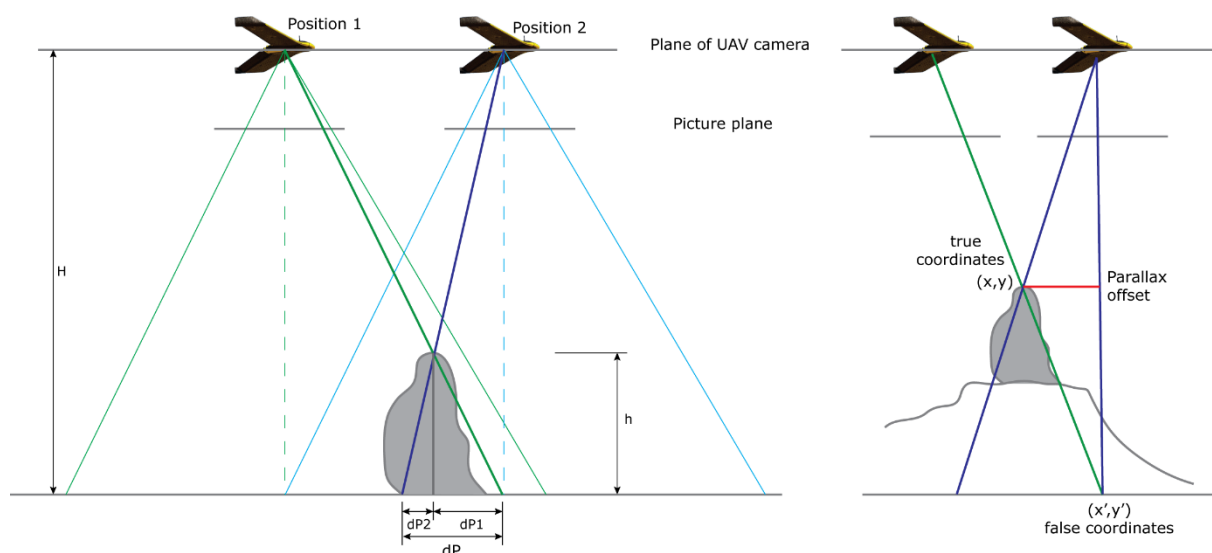 Position 1
Position 2
Plane of UAV camera
Picture plane
H
h
true
coordinates
(x,y)
Parallax
offset
dP2
dP1
dP
(x’,y’)
false coordinates